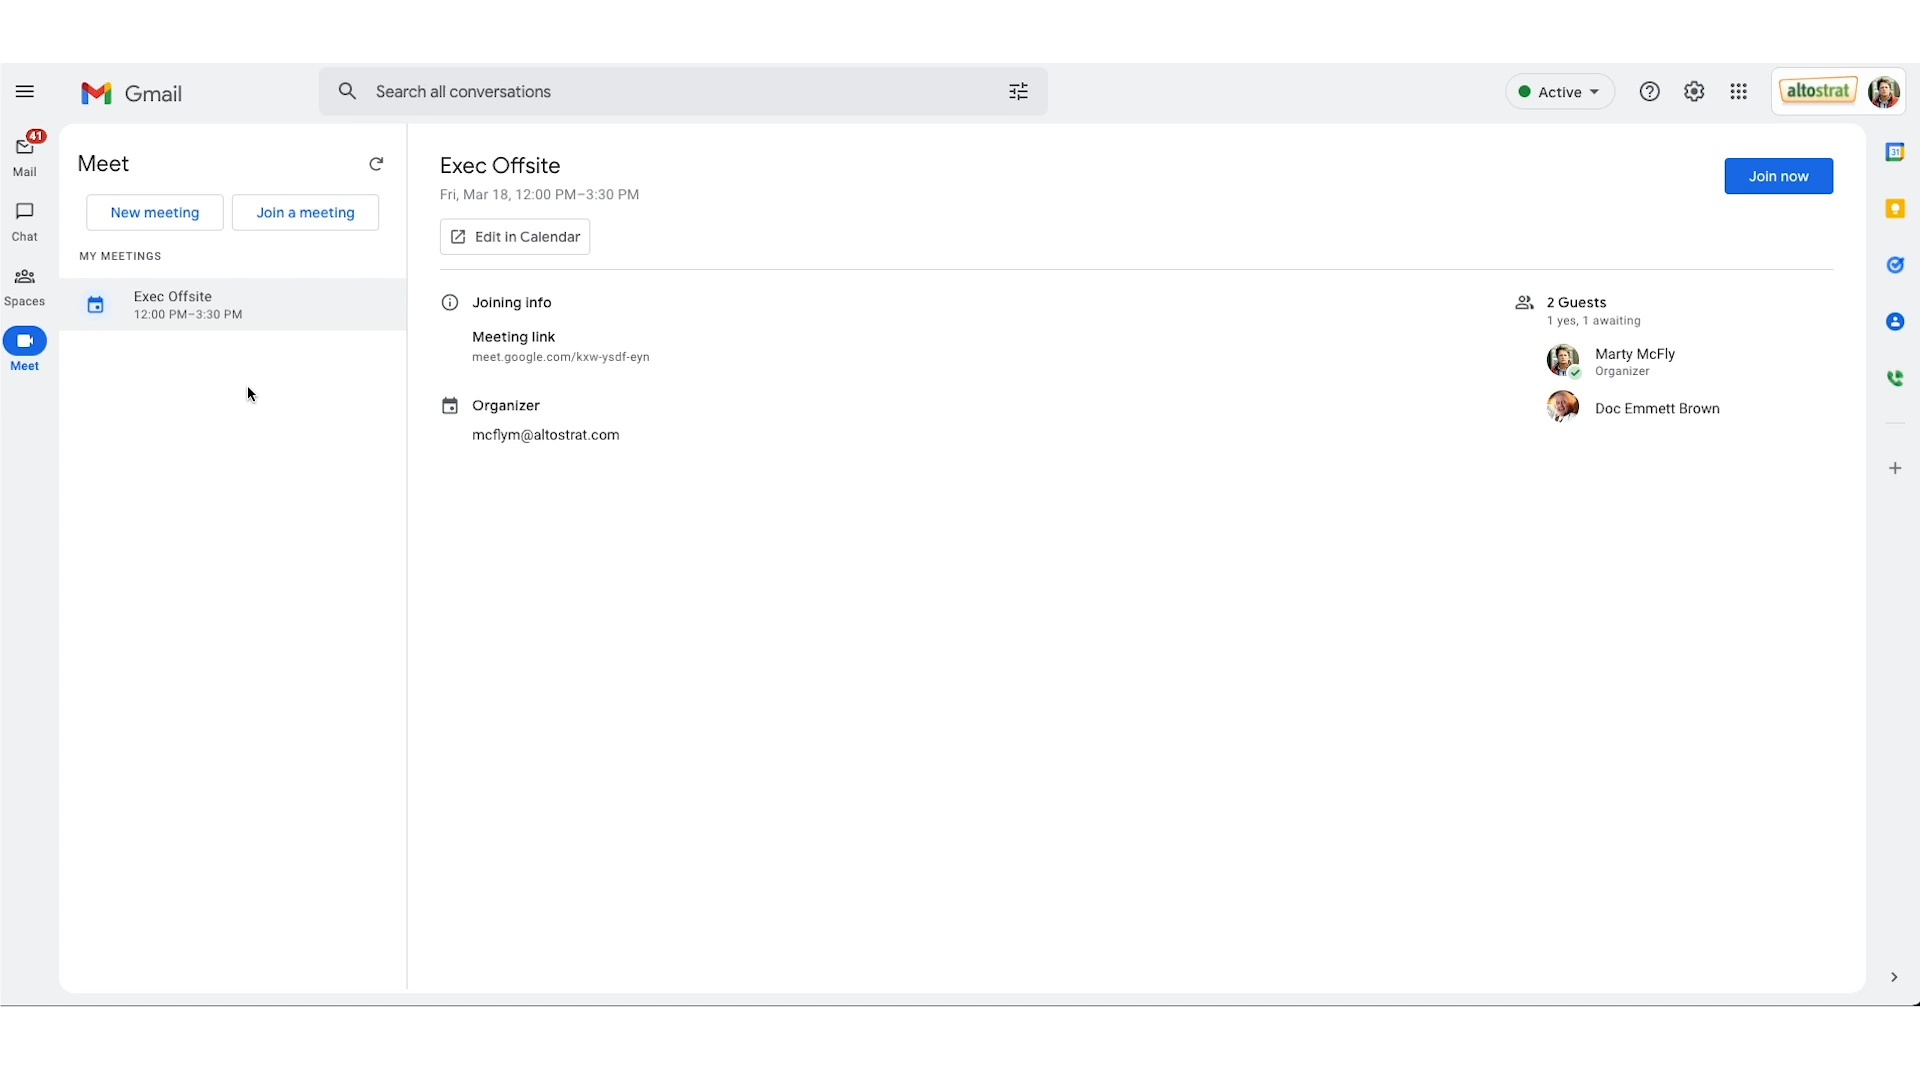 Gmail
Search all conversations
Active
altostrat
41
Mail
Chat
Spaces
Meet
Meet
New meeting
Join a meeting
MY MEETINGS
Exec Offsite
12:00 PM–3:30 PM
Exec Offsite
Fri, Mar 18, 12:00 PM–3:30 PM
Join now
Edit in Calendar
Joining info
Meeting link
meet.google.com/kxw-ysdf-eyn
Organizer
mcflym@altostrat.com
2 Guests
1 yes, 1 awaiting
Marty McFly
Organizer
Doc Emmett Brown
31